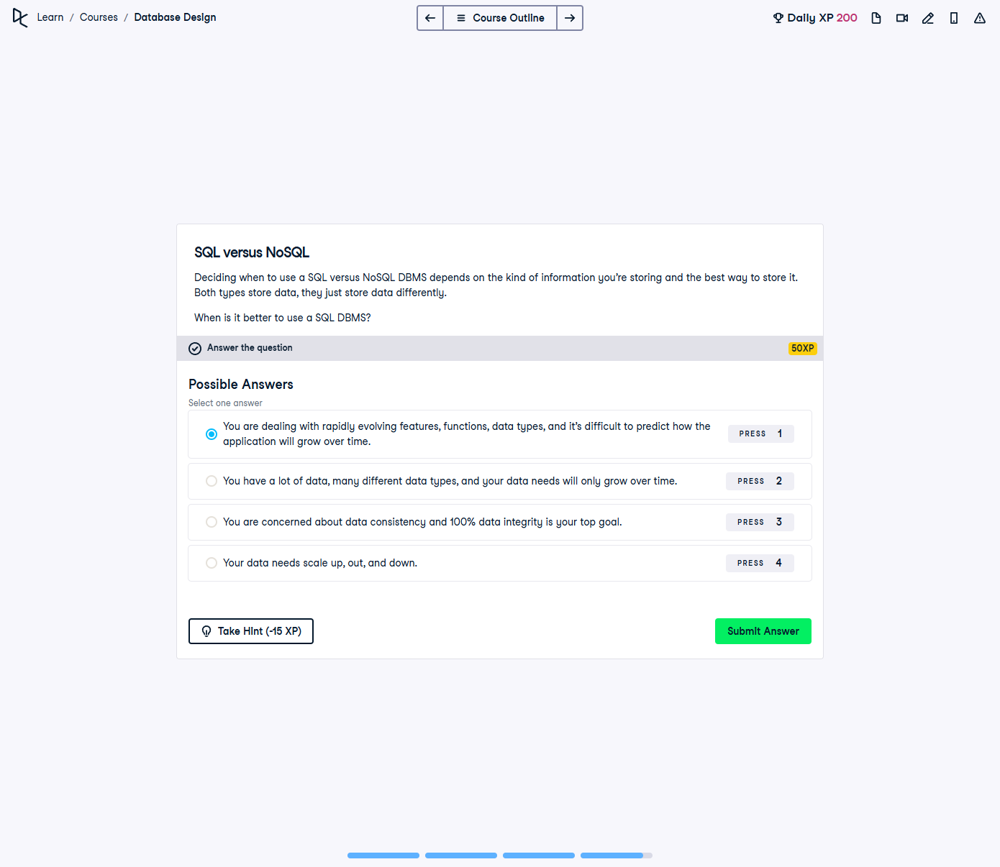 Learn / Courses / Database Design
Course Outline
Daily XP 200
SQL versus NoSQL
Deciding when to use a SQL versus NoSQL DBMS depends on the kind of information you're storing and the best way to store it.
Both types store data, they just store data differently.
When is it better to use a SQL DBMS?
Answer the question
50XP
Possible Answers
Select one answer
You are dealing with rapidly evolving features, functions, data types, and it's difficult to predict how the
application will grow over time.
PRESS 1
You have a lot of data, many different data types, and your data needs will only grow over time.
PRESS 2
You are concerned about data consistency and 100% data integrity is your top goal.
PRESS 3
Your data needs scale up, out, and down.
PRESS 4
Take Hint (-15 XP)
Submit Answer